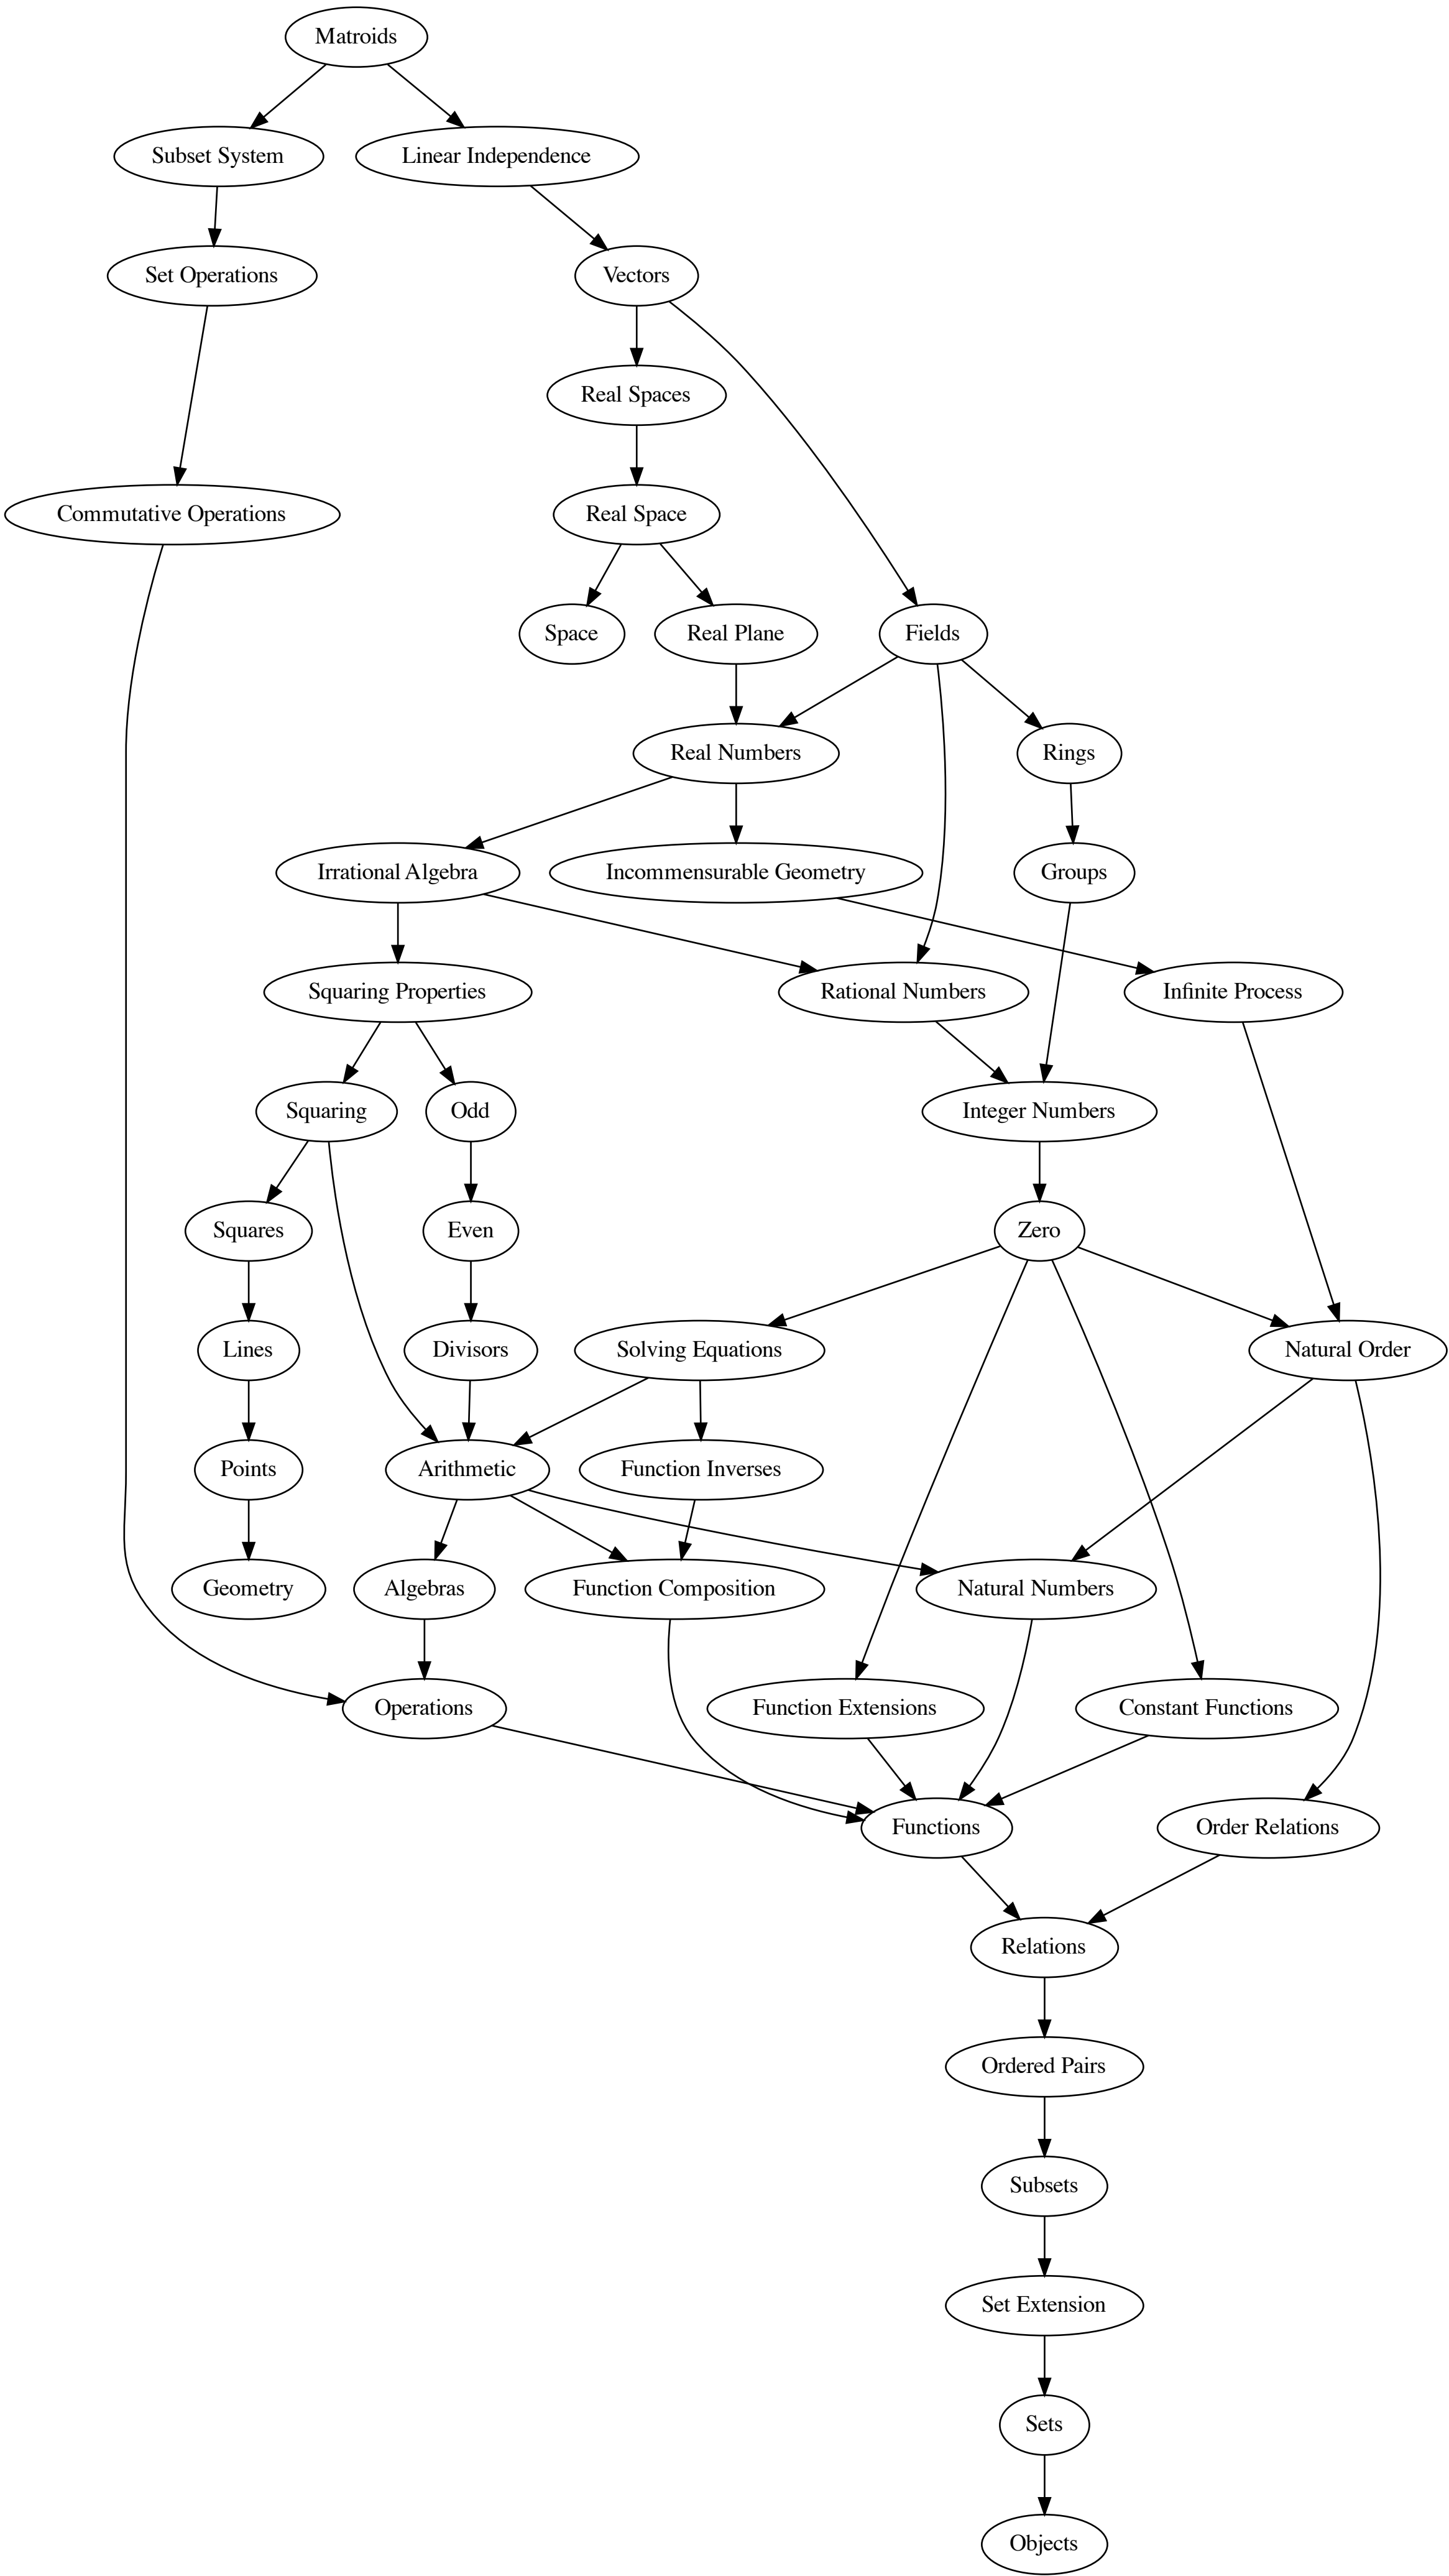 Matroids
Subset System
Linear Independence
Set Operations
Vectors
Real Spaces
Commutative Operations
Real Space
Space
Real Plane
Fields
Real Numbers
Rings
Irrational Algebra
Incommensurable Geometry
Groups
Squaring Properties
Rational Numbers
Infinite Process
Squaring
Odd
Integer Numbers
Squares
Even
Zero
Lines
Divisors
Solving Equations
Natural Order
Points
Arithmetic
Function Inverses
Geometry
Algebras
Function Composition
Natural Numbers
Operations
Function Extensions
Constant Functions
Functions
Order Relations
Relations
Ordered Pairs
Subsets
Set Extension
Sets
Objects